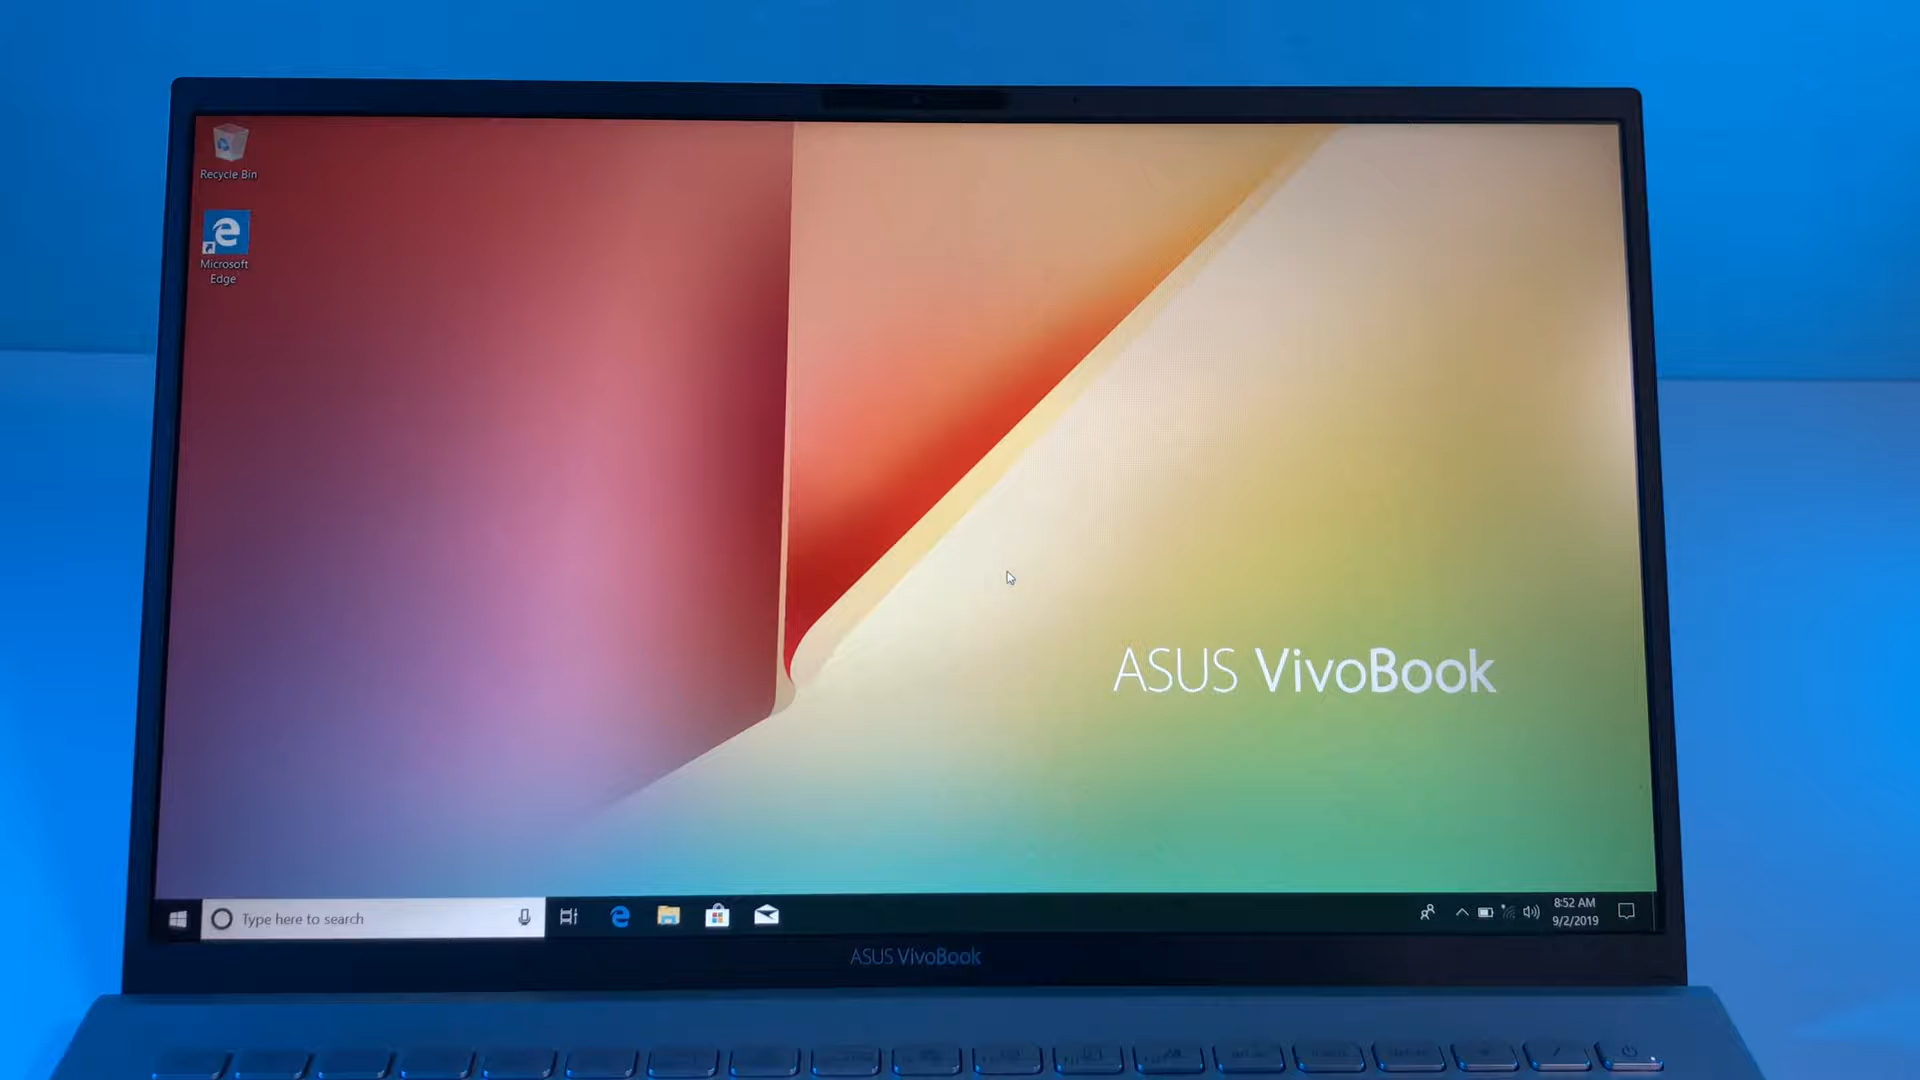 Recycle Bin
Microsoft
Edge
ASUS VivoBook
Type here to search
8:52 AM
9/2/2019
ASUS VivoBook